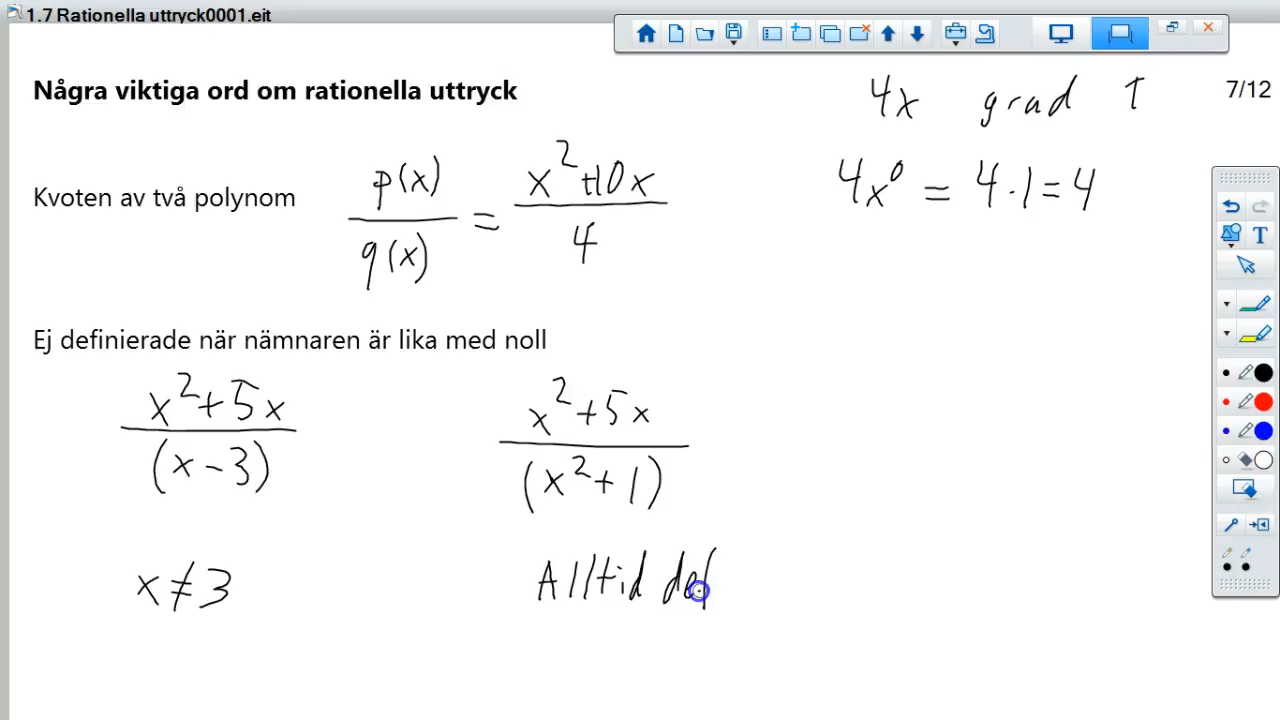 1.7 Rationella uttryck0001.eit
Några viktiga ord om rationella uttryck
4x grad 1
7/12
Kvoten av två polynom
p(x)/q(x) = (x²+10x)/4
4x⁰ = 4·1=4
Ej definierade när nämnaren är lika med noll
x²+5x
(x-3)
x²+5x
(x²+1)
x≠3
Alltid def
T